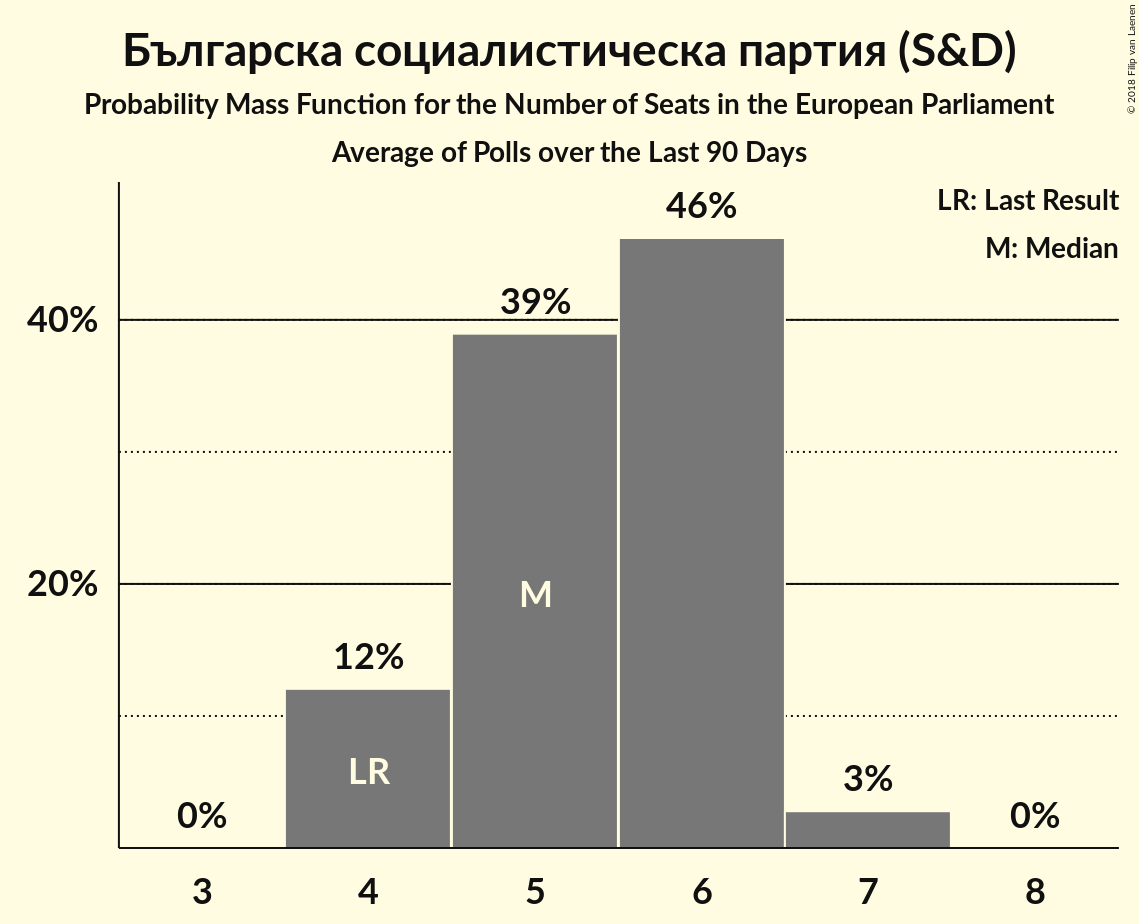 Българска социалистическа партия (S&D)
Probability Mass Function for the Number of Seats in the European Parliament
Average of Polls over the Last 90 Days
© 2018 Filip van Laenen
LR: Last Result
M: Median
46%
39%
40%
M
20%
12%
LR
3%
0%
0%
3 4 5 6 7 8